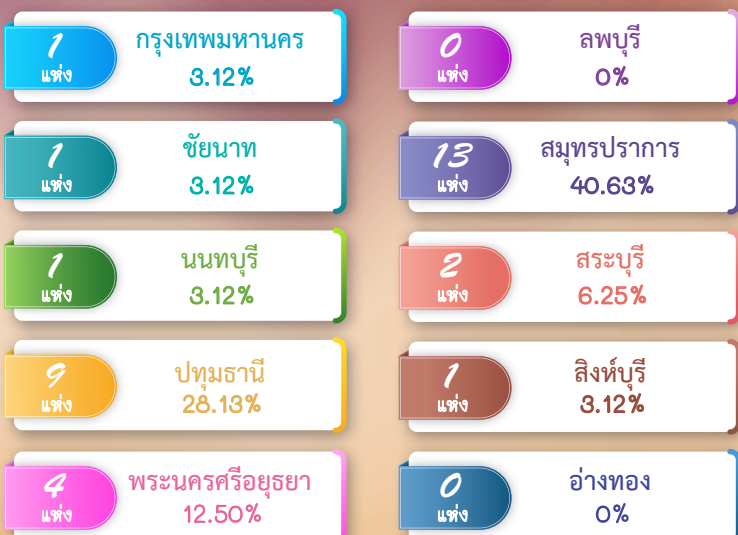 1
แห่ง
กรุงเทพมหานคร
3.12%
0
แห่ง
ลพบุรี
0%
1
แห่ง
ชัยนาท
3.12%
13
แห่ง
สมุทรปราการ
40.63%
1
แห่ง
นนทบุรี
3.12%
2
แห่ง
สระบุรี
6.25%
9
แห่ง
ปทุมธานี
28.13%
1
แห่ง
สิงห์บุรี
3.12%
4
แห่ง
พระนครศรีอยุธยา
12.50%
0
แห่ง
อ่างทอง
0%